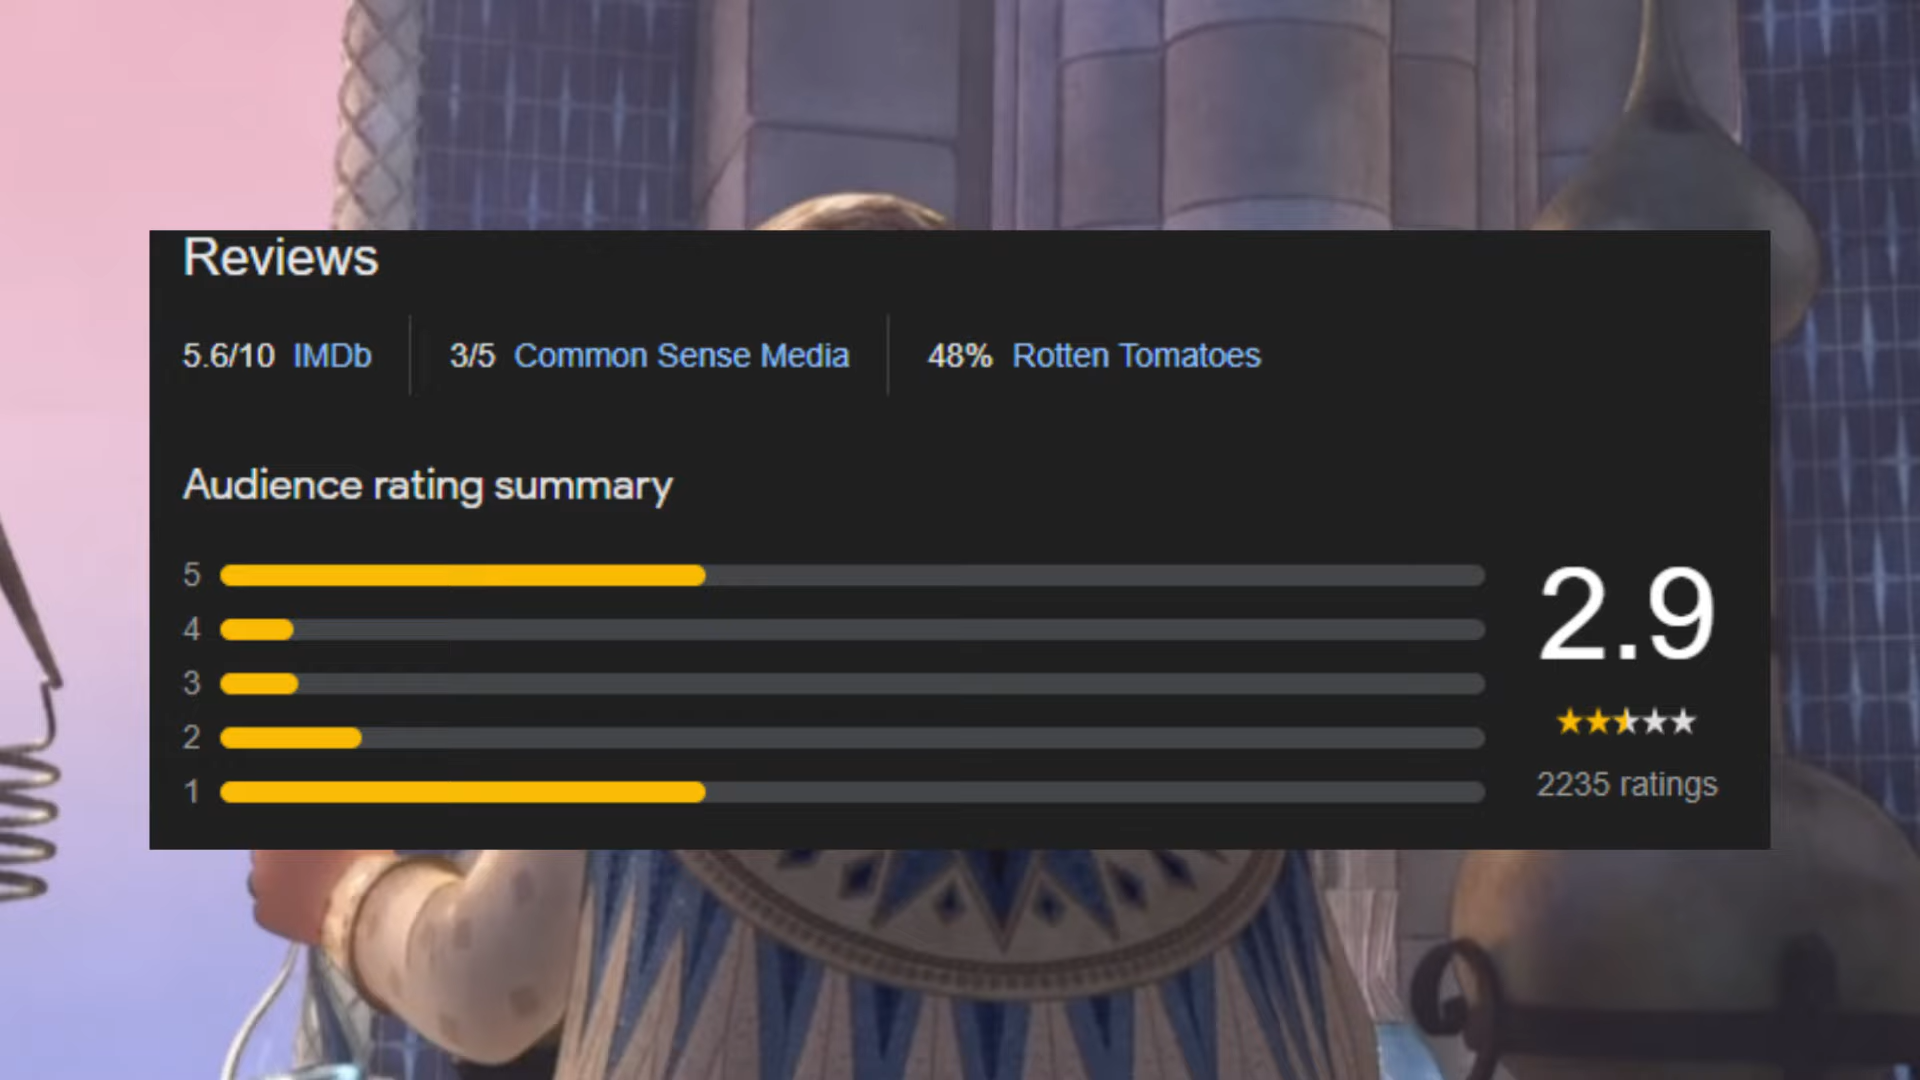 Reviews
5.6/10 IMDb 3/5 Common Sense Media 48% Rotten Tomatoes
Audience rating summary
5
4
3
2
1
2.9
2235 ratings